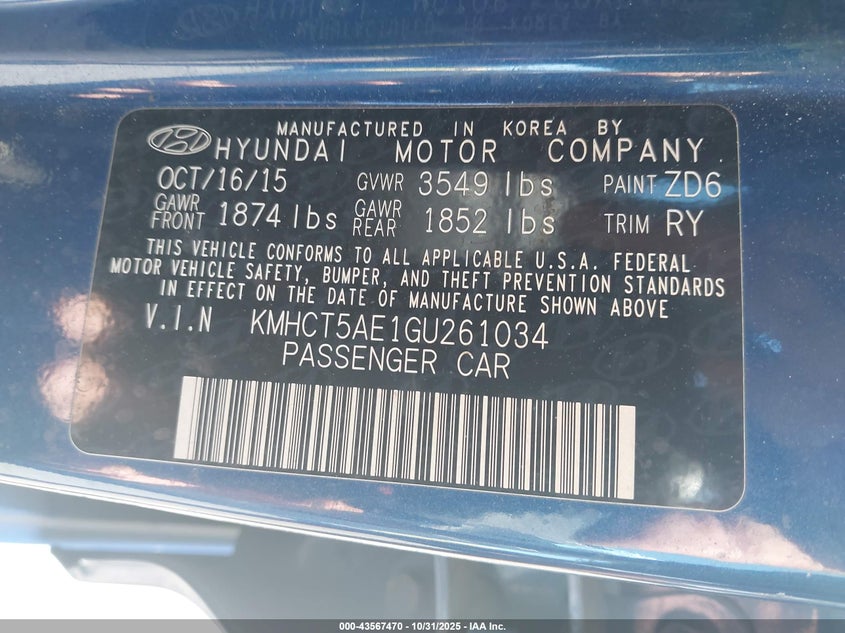 MANUFACTURED IN KOREA BY
HYUNDAI MOTOR COMPANY
OCT/16/15 GVWR 3549 lbs PAINT ZD6
GAWR FRONT 1874 lbs GAWR REAR 1852 lbs TRIM RY
THIS VEHICLE CONFORMS TO ALL APPLICABLE U.S.A. FEDERAL
MOTOR VEHICLE SAFETY, BUMPER, AND THEFT PREVENTION STANDARDS
IN EFFECT ON THE DATE OF MANUFACTURE SHOWN ABOVE
V.I.N KMHCT5AE1GU261034
PASSENGER CAR
000-43567470 - 10/31/2025 - IAA Inc.